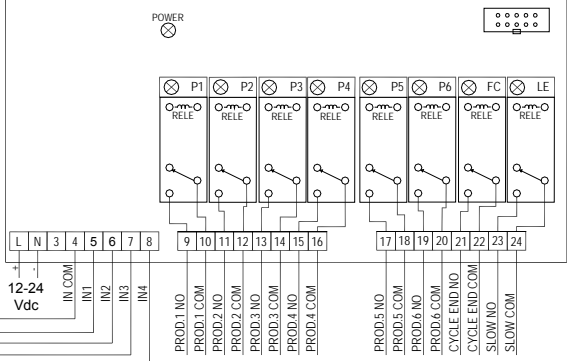 POWER
P1 P2 P3 P4 P5 P6 FC LE
RELE RELE RELE RELE RELE RELE RELE RELE
L N 3 4 5 6 7 8 9 10 11 12 13 14 15 16 17 18 19 20 21 22 23 24
+ -
12-24
Vdc
IN COM
IN1
IN2
IN3
IN4
PROD.1 NO
PROD.1 COM
PROD.2 NO
PROD.2 COM
PROD.3 NO
PROD.3 COM
PROD.4 NO
PROD.4 COM
PROD.5 NO
PROD.5 COM
PROD.6 NO
PROD.6 COM
CYCLE END NO
CYCLE END COM
SLOW NO
SLOW COM